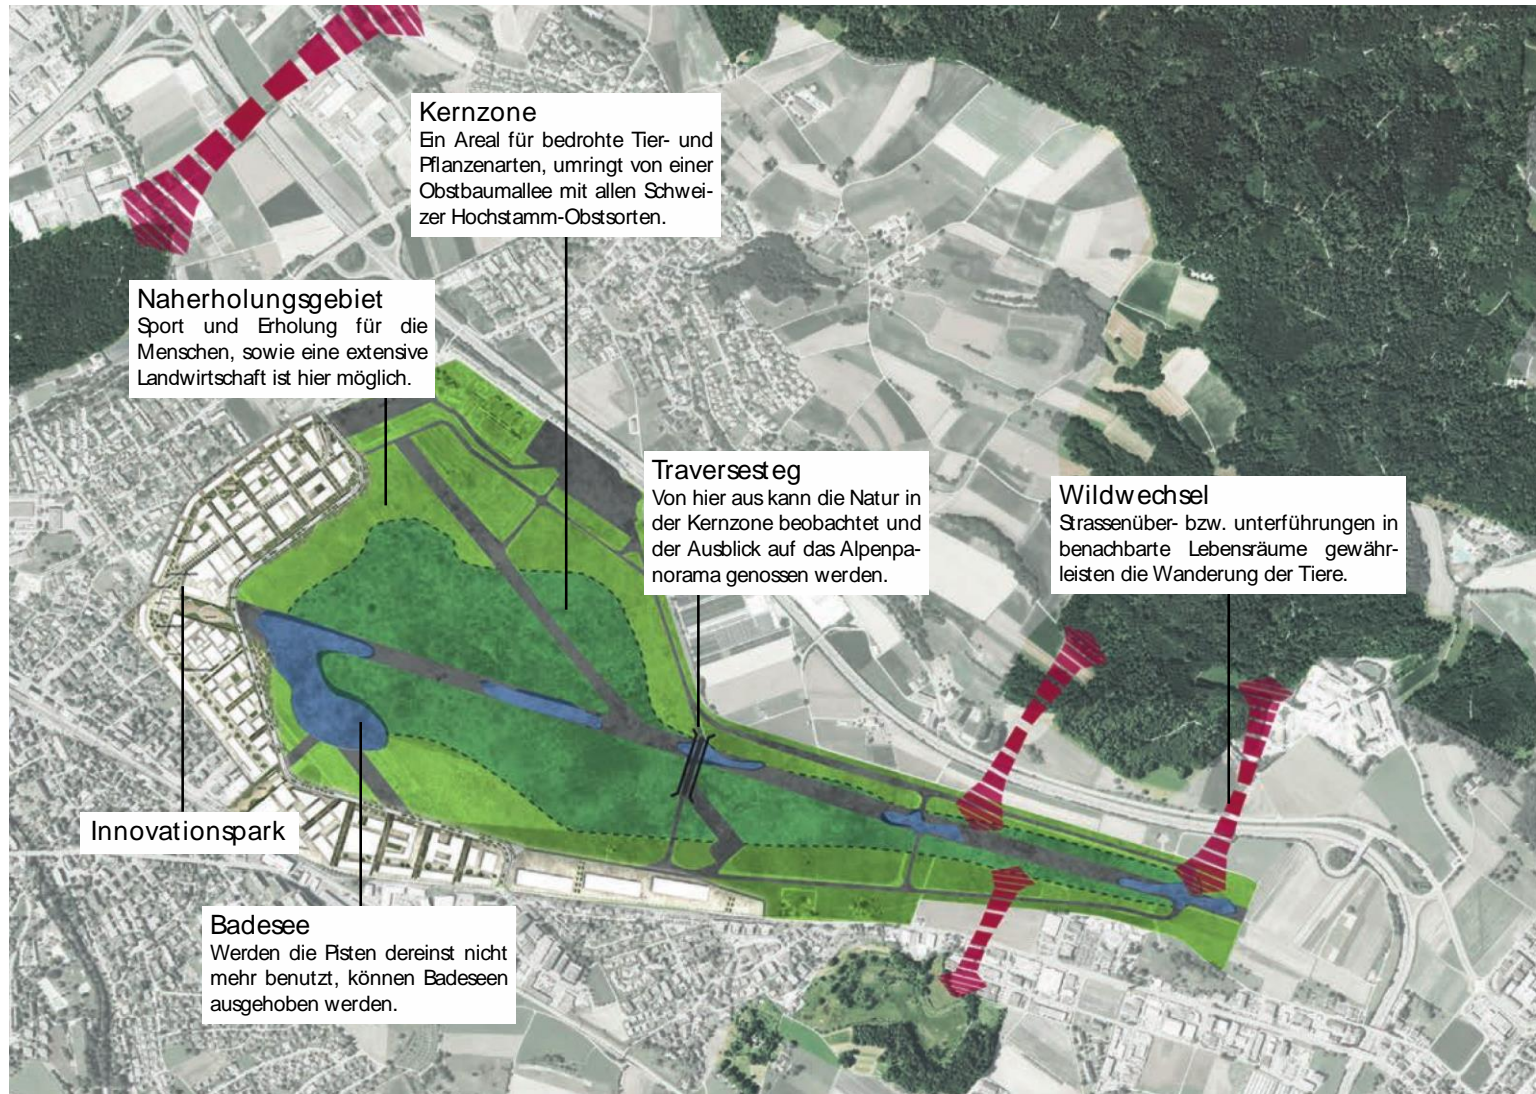 Kernzone
Ein Areal für bedrohte Tier- und
Pflanzenarten, umringt von einer
Obstbaumallee mit allen Schwei-
zer Hochstamm-Obstsorten.
Naherholungsgebiet
Sport und Erholung für die
Menschen, sowie eine extensive
Landwirtschaft ist hier möglich.
Traversesteg
Von hier aus kann die Natur in
der Kernzone beobachtet und
der Ausblick auf das Alpenpa-
norama genossen werden.
Wildwechsel
Strassenüber- bzw. unterführungen in
benachbarte Lebensräume gewähr-
leisten die Wanderung der Tiere.
Innovationspark
Badesee
Werden die Pisten dereinst nicht
mehr benutzt, können Badeseen
ausgehoben werden.